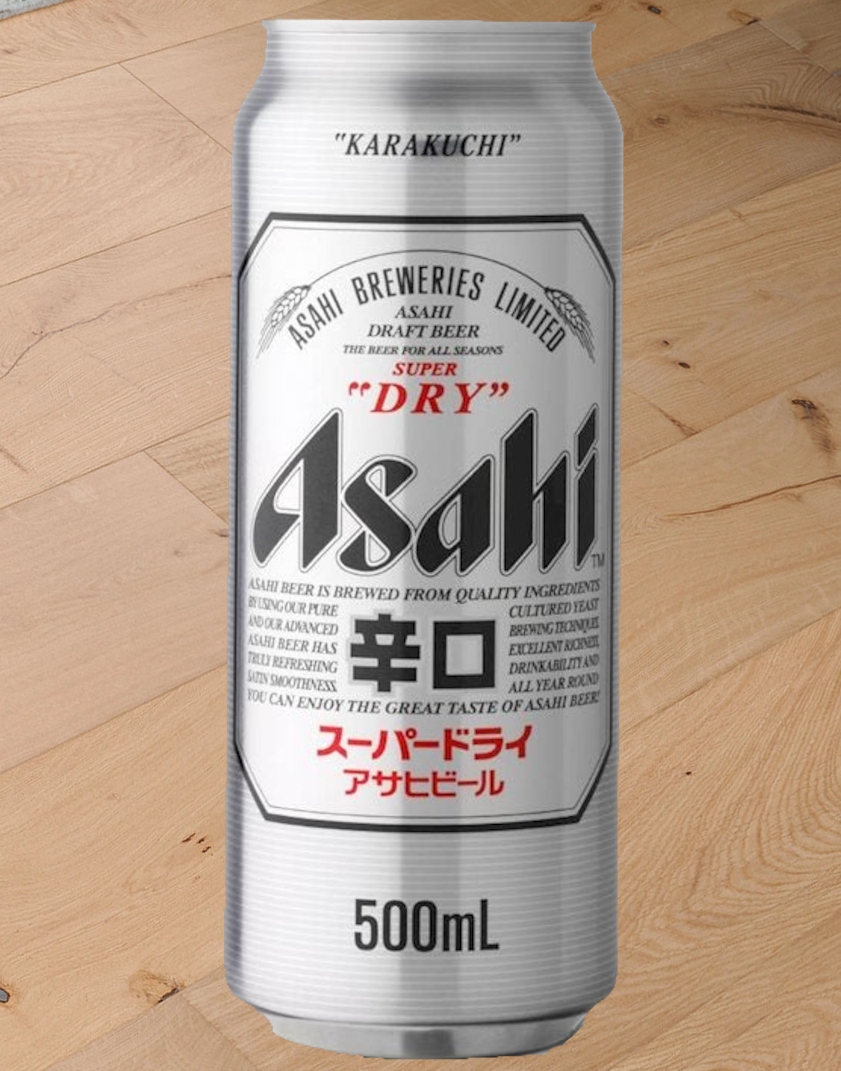 "KARAKUCHI"
ASAHI BREWERIES LIMITED
ASAHI
DRAFT BEER
THE BEER FOR ALL SEASONS
SUPER
"DRY"
Asahi
TM
ASAHI BEER IS BREWED FROM QUALITY INGREDIENTS
BY USING OUR PURE CULTURED YEAST
AND OUR ADVANCED BREWING TECHNIQUES.
ASAHI BEER HAS EXCELLENT RICHNESS,
TRULY REFRESHING DRINKABILITY AND
SATIN SMOOTHNESS. ALL YEAR ROUND
辛口
YOU CAN ENJOY THE GREAT TASTE OF ASAHI BEER!
スーパードライ
アサヒビール
500mL